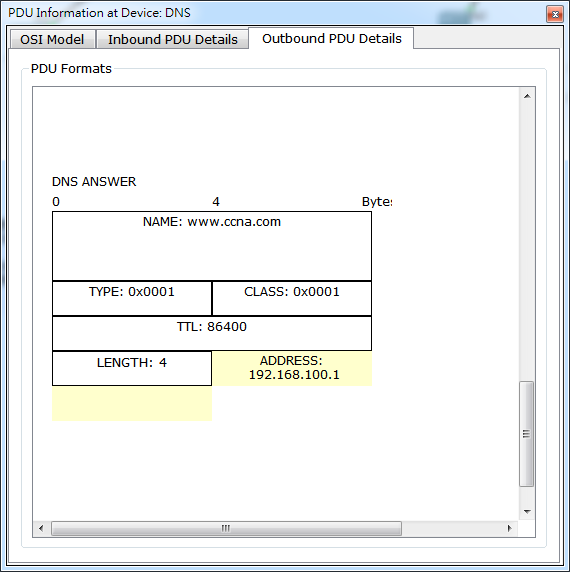 PDU Information at Device: DNS
OSI Model Inbound PDU Details Outbound PDU Details
PDU Formats
DNS ANSWER
0 4 Bytes
NAME: www.ccna.com
TYPE: 0x0001 CLASS: 0x0001
TTL: 86400
LENGTH: 4 ADDRESS:
192.168.100.1